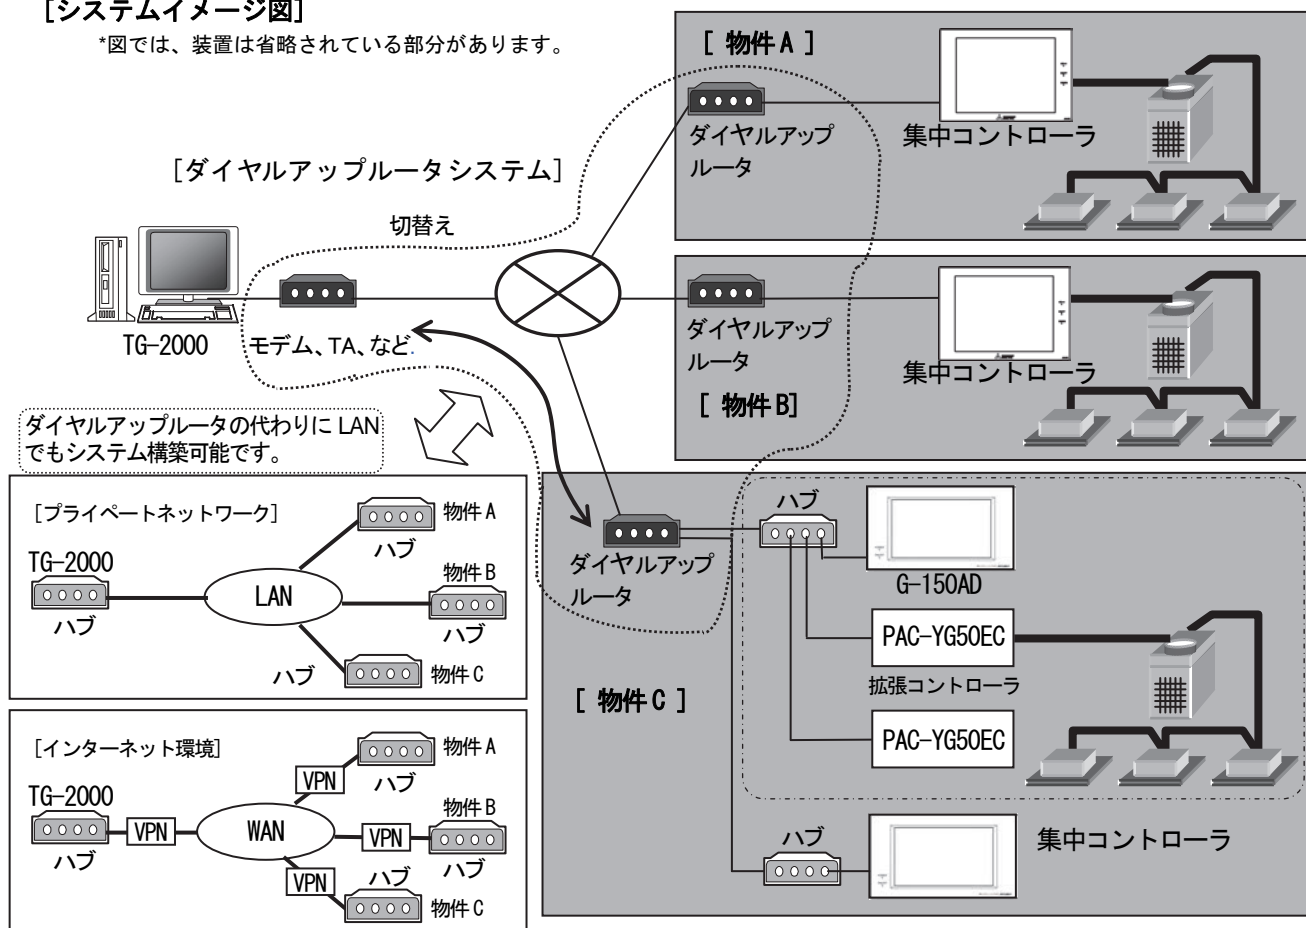 [システムイメージ図]
*図では、装置は省略されている部分があります。
[ダイヤルアップルータシステム]
切替え
TG-2000
モデム、TA、など.
[ 物件 A ]
ダイヤルアップ
ルータ
集中コントローラ
ダイヤルアップ
ルータ
集中コントローラ
[ 物件 B]
ダイヤルアップルータの代わりに LAN
でもシステム構築可能です。
[プライベートネットワーク]
TG-2000
ハブ
LAN
物件 A
ハブ
物件 B
ハブ
ハブ
物件 C
[インターネット環境]
TG-2000
ハブ
VPN
WAN
VPN
物件 A
ハブ
VPN
物件 B
ハブ
VPN
ハブ
物件 C
ダイヤルアップ
ルータ
[ 物件 C ]
ハブ
G-150AD
PAC-YG50EC
拡張コントローラ
PAC-YG50EC
ハブ
集中コントローラ